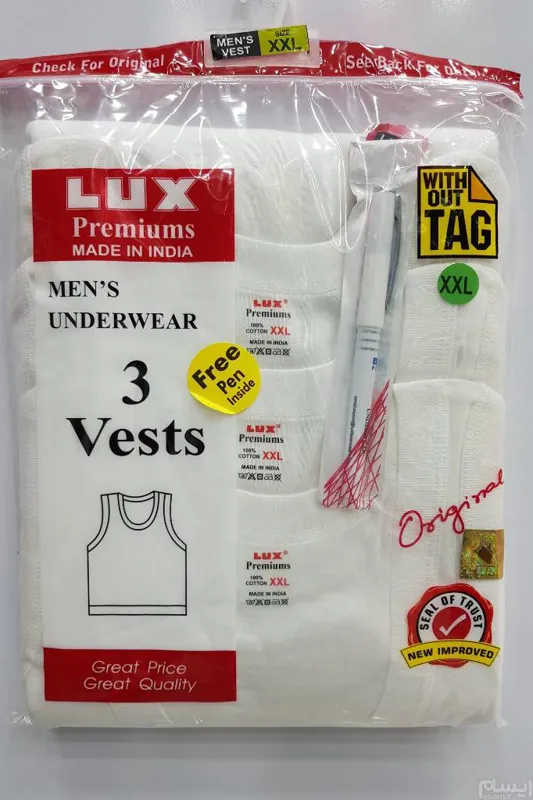 MEN'S VEST
SIZE XXL
Check For Original
See Back For
LUX
Premiums
MADE IN INDIA
MEN'S
UNDERWEAR
3
Vests
Great Price
Great Quality
Free
Pen
Inside
LUX®
Premiums
100% COTTON XXL
MADE IN INDIA
LUX®
Premiums
100% COTTON XXL
MADE IN INDIA
LUX®
Premiums
100% COTTON XXL
MADE IN INDIA
WITH
OUT
TAG
XXL
Original
SEAL OF TRUST
NEW IMPROVED
ایسام